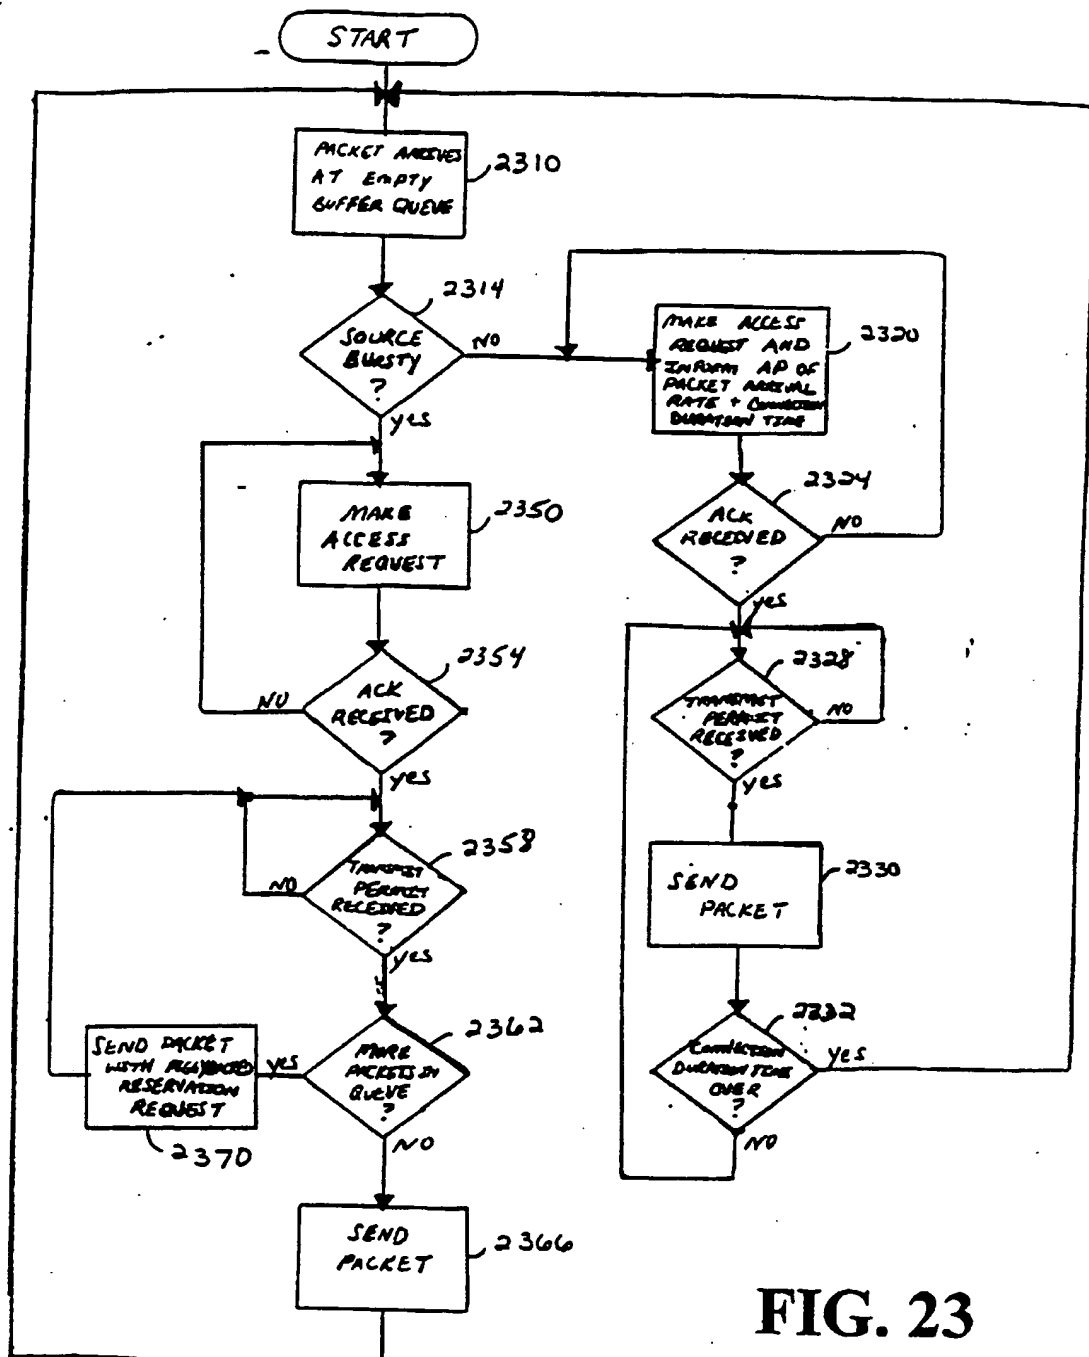 START
PACKET ARRIVES
AT EMPTY
BUFFER QUEUE
2310
2314
SOURCE
BURSTY
?
NO
yes
MAKE ACCESS
REQUEST AND
INFORM AP OF
PACKET ARRIVAL
RATE + CONNECTION
DURATION TIME
2320
2324
ACK
RECEIVED
?
NO
yes
MAKE
ACCESS
REQUEST
2350
2354
ACK
RECEIVED
?
NO
yes
2328
TRANSMIT
PERMIT
RECEIVED
?
NO
yes
2358
TRANSMIT
PERMIT
RECEIVED
?
NO
yes
SEND
PACKET
2330
2332
CONNECTION
DURATION TIME
OVER
?
yes
NO
2362
MORE
PACKETS IN
QUEUE
?
yes
NO
SEND PACKET
WITH PIGGYBACKED
RESERVATION
REQUEST
2370
SEND
PACKET
2366
FIG. 23